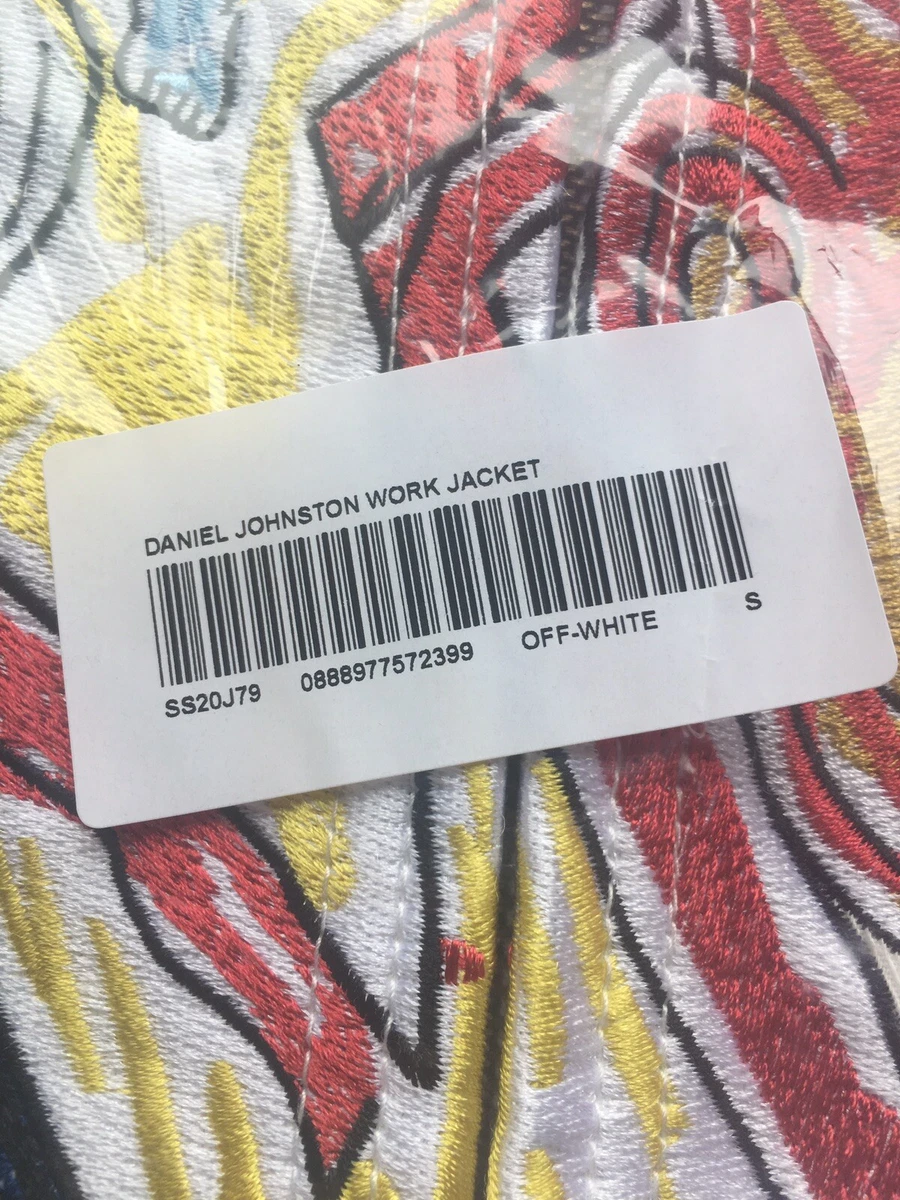 DANIEL JOHNSTON WORK JACKET
SS20J79 0888977572399 OFF-WHITE S